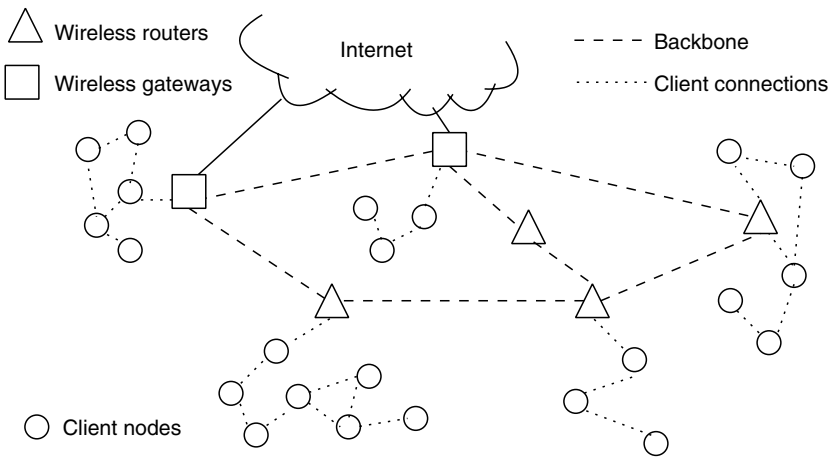 Wireless routers
Wireless gateways
Internet
Backbone
Client connections
Client nodes